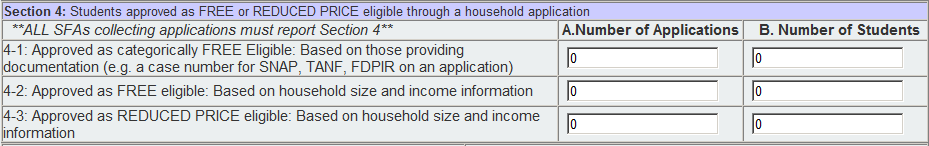 Section 4: Students approved as FREE or REDUCED PRICE eligible through a household application
**ALL SFAs collecting applications must report Section 4** A.Number of Applications B. Number of Students
4-1: Approved as categorically FREE Eligible: Based on those providing
documentation (e.g. a case number for SNAP, TANF, FDPIR on an application) 0 0
4-2: Approved as FREE eligible: Based on household size and income information 0 0
4-3: Approved as REDUCED PRICE eligible: Based on household size and income
information 0 0